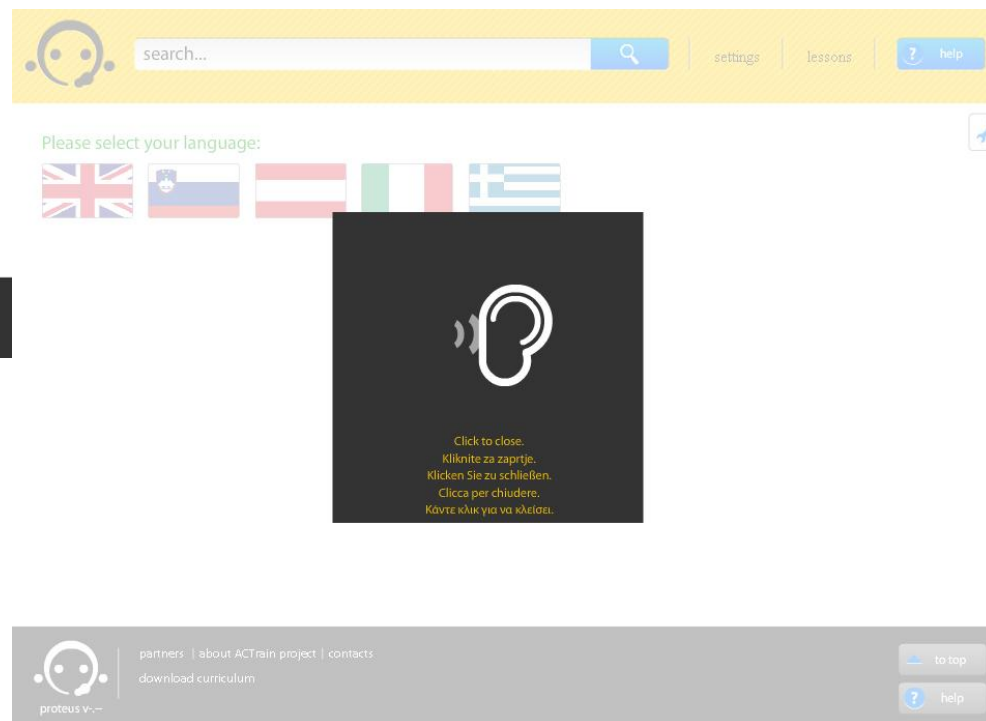 search...
settings
lessons
? help
Please select your language:
Click to close.
Kliknite za zaprtje.
Klicken Sie zu schließen.
Clicca per chiudere.
Κάντε κλικ για να κλείσει.
partners | about ACTrain project | contacts
download curriculum
proteus v-.--
to top
? help